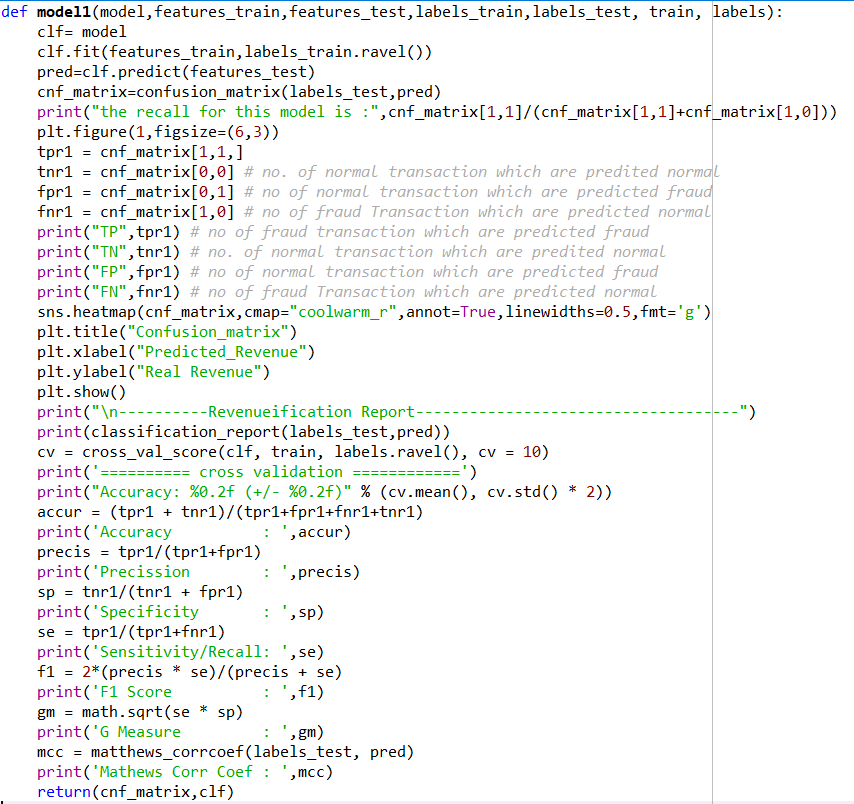 def model1(model,features_train,features_test,labels_train,labels_test, train, labels):
    clf= model
    clf.fit(features_train,labels_train.ravel())
    pred=clf.predict(features_test)
    cnf_matrix=confusion_matrix(labels_test,pred)
    print("the recall for this model is :",cnf_matrix[1,1]/(cnf_matrix[1,1]+cnf_matrix[1,0]))
    plt.figure(1,figsize=(6,3))
    tpr1 = cnf_matrix[1,1,]
    tnr1 = cnf_matrix[0,0] # no. of normal transaction which are predited normal
    fpr1 = cnf_matrix[0,1] # no of normal transaction which are predicted fraud
    fnr1 = cnf_matrix[1,0] # no of fraud Transaction which are predicted normal
    print("TP",tpr1) # no of fraud transaction which are predicted fraud
    print("TN",tnr1) # no. of normal transaction which are predited normal
    print("FP",fpr1) # no of normal transaction which are predicted fraud
    print("FN",fnr1) # no of fraud Transaction which are predicted normal
    sns.heatmap(cnf_matrix,cmap="coolwarm_r",annot=True,linewidths=0.5,fmt='g')
    plt.title("Confusion_matrix")
    plt.xlabel("Predicted_Revenue")
    plt.ylabel("Real Revenue")
    plt.show()
    print("\n----------Revenueification Report------------------------------------")
    print(classification_report(labels_test,pred))
    cv = cross_val_score(clf, train, labels.ravel(), cv = 10)
    print('========== cross validation ============')
    print("Accuracy: %0.2f (+/- %0.2f)" % (cv.mean(), cv.std() * 2))
    accur = (tpr1 + tnr1)/(tpr1+fpr1+fnr1+tnr1)
    print('Accuracy          : ',accur)
    precis = tpr1/(tpr1+fpr1)
    print('Precission        : ',precis)
    sp = tnr1/(tnr1 + fpr1)
    print('Specificity       : ',sp)
    se = tpr1/(tpr1+fnr1)
    print('Sensitivity/Recall: ',se)
    f1 = 2*(precis * se)/(precis + se)
    print('F1 Score          : ',f1)
    gm = math.sqrt(se * sp)
    print('G Measure         : ',gm)
    mcc = matthews_corrcoef(labels_test, pred)
    print('Mathews Corr Coef : ',mcc)
    return(cnf_matrix,clf)